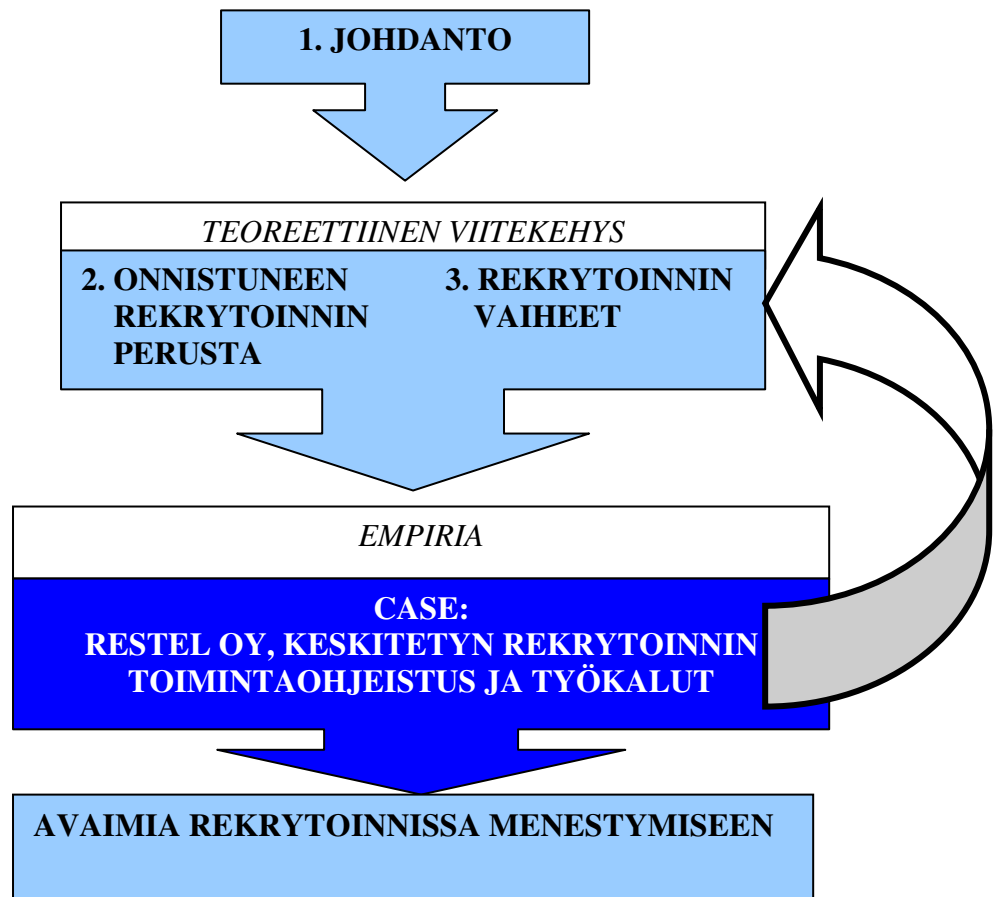 1. JOHDANTO
TEOREETTIINEN VIITEKEHYS
2. ONNISTUNEEN
REKRYTOINNIN
PERUSTA
3. REKRYTOINNIN
VAIHEET
EMPIRIA
CASE:
RESTEL OY, KESKITETYN REKRYTOINNIN
TOIMINTAOHJEISTUS JA TYÖKALUT
AVAIMIA REKRYTOINNISSA MENESTYMISEEN